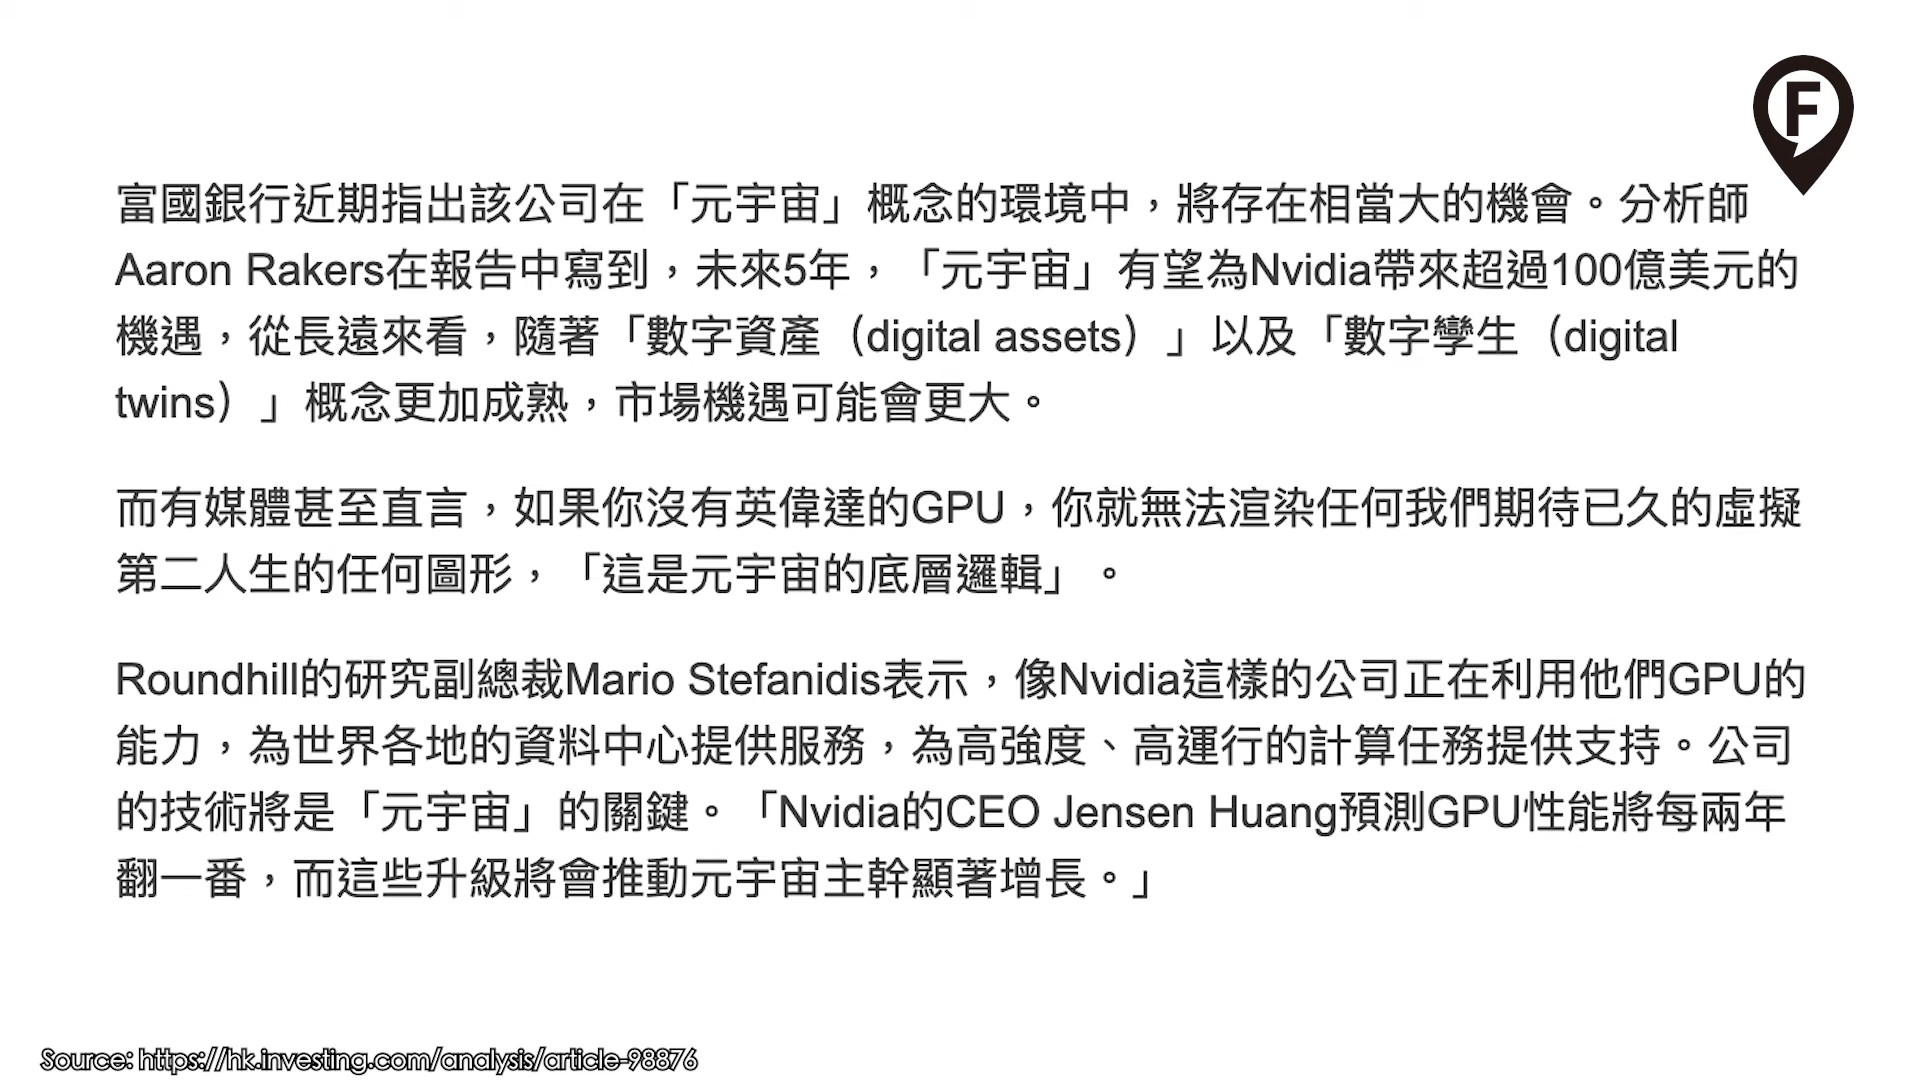 F
富國銀行近期指出該公司在「元宇宙」概念的環境中，將存在相當大的機會。分析師
Aaron Rakers在報告中寫到，未來5年，「元宇宙」有望為Nvidia帶來超過100億美元的
機遇，從長遠來看，隨著「數字資產（digital assets）」以及「數字孿生（digital
twins）」概念更加成熟，市場機遇可能會更大。
而有媒體甚至直言，如果你沒有英偉達的GPU，你就無法渲染任何我們期待已久的虛擬
第二人生的任何圖形，「這是元宇宙的底層邏輯」。
Roundhill的研究副總裁Mario Stefanidis表示，像Nvidia這樣的公司正在利用他們GPU的
能力，為世界各地的資料中心提供服務，為高強度、高運行的計算任務提供支持。公司
的技術將是「元宇宙」的關鍵。「Nvidia的CEO Jensen Huang預測GPU性能將每兩年
翻一番，而這些升級將會推動元宇宙主幹顯著增長。」
Source: https://hk.investing.com/analysis/article-98876